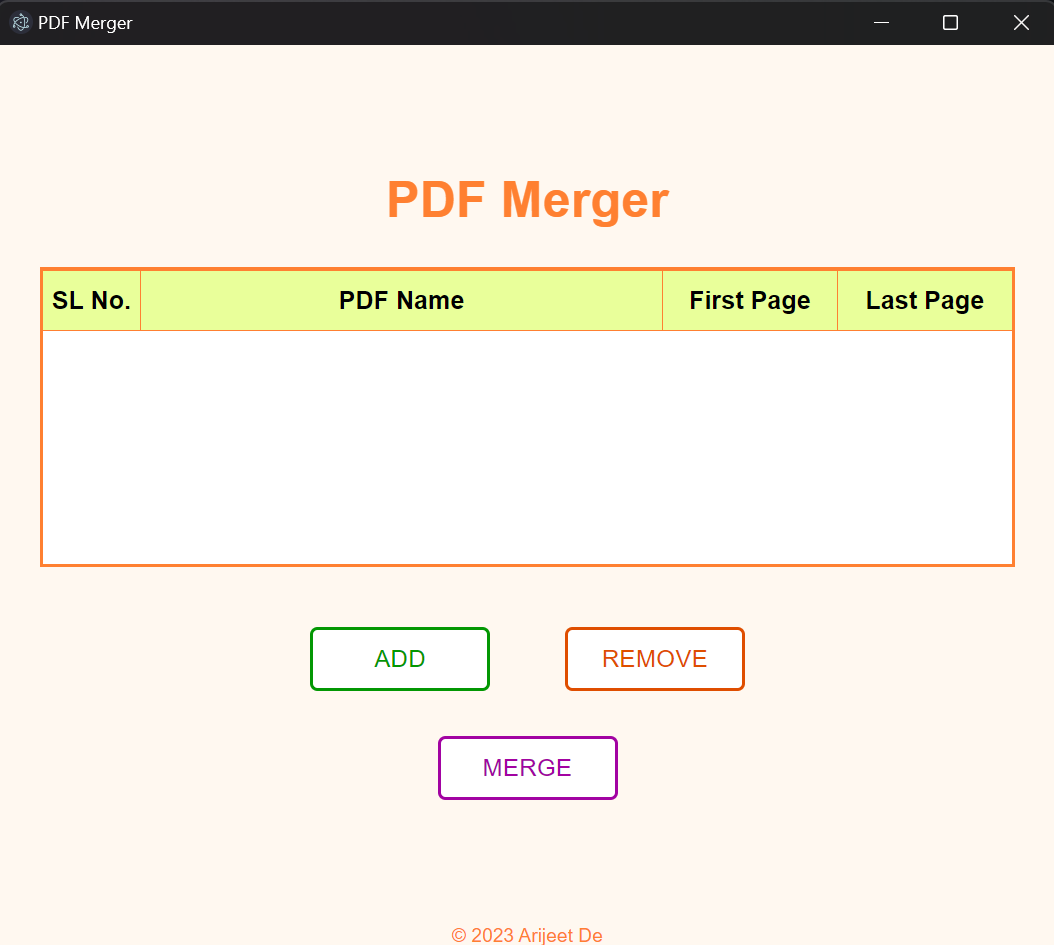 PDF Merger
PDF Merger
SL No. PDF Name First Page Last Page
ADD REMOVE
MERGE
© 2023 Arijeet De